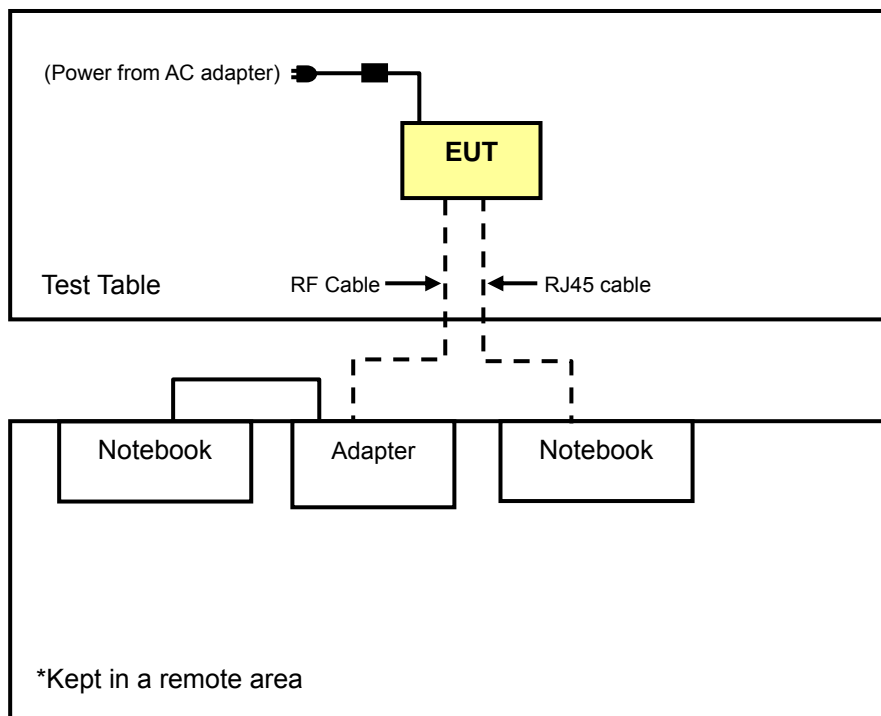 (Power from AC adapter)
EUT
Test Table
RF Cable
RJ45 cable
Notebook
Adapter
Notebook
*Kept in a remote area